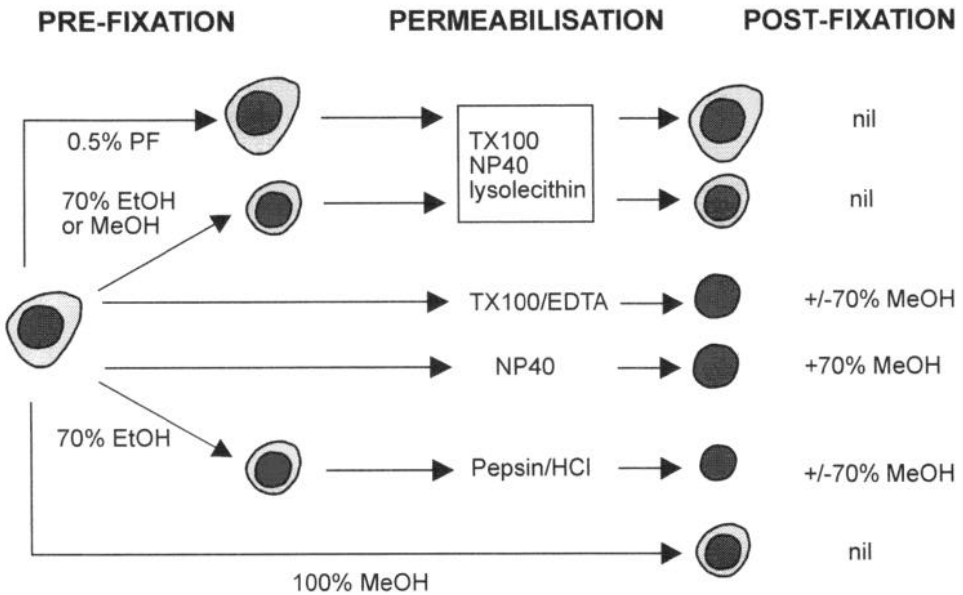 PRE-FIXATION PERMEABILISATION POST-FIXATION
0.5% PF
TX100
NP40
lysolecithin
nil
70% EtOH
or MeOH
nil
TX100/EDTA
+/-70% MeOH
NP40
+70% MeOH
70% EtOH
Pepsin/HCl
+/-70% MeOH
nil
100% MeOH